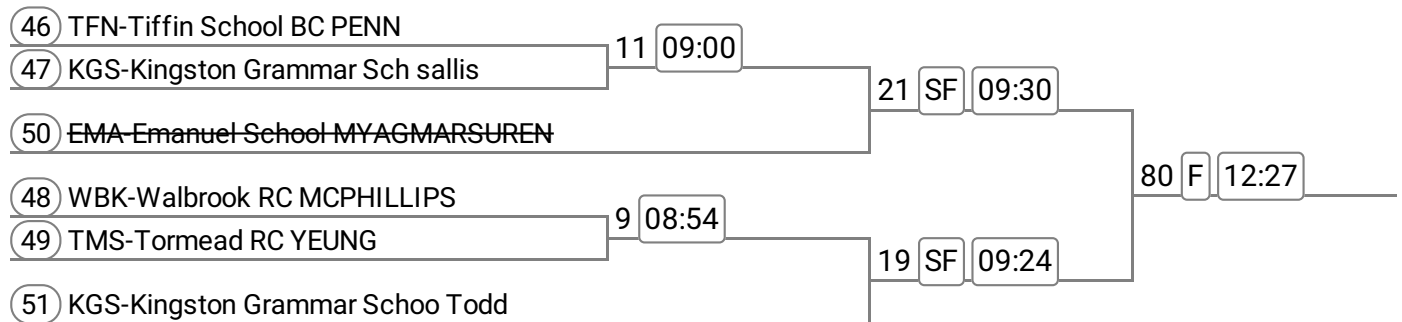 46 TFN-Tiffin School BC PENN
11 09:00
47 KGS-Kingston Grammar Sch sallis
21 SF 09:30
50 EMA-Emanuel School MYAGMARSUREN
80 F 12:27
48 WBK-Walbrook RC MCPHILLIPS
9 08:54
49 TMS-Tormead RC YEUNG
19 SF 09:24
51 KGS-Kingston Grammar Schoo Todd